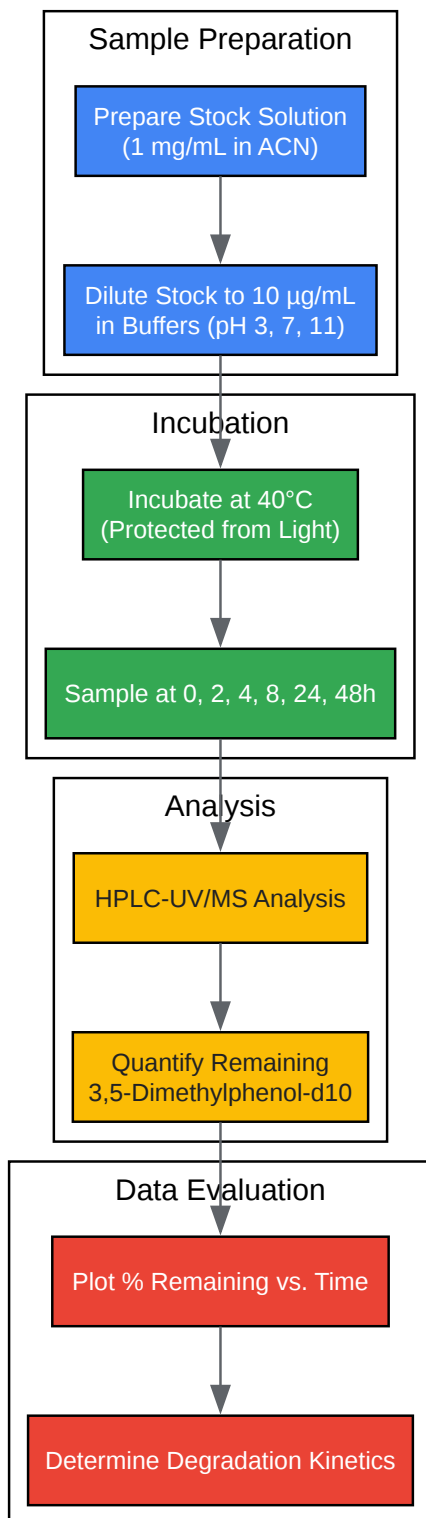 Sample Preparation
Prepare Stock Solution
(1 mg/mL in ACN)
Dilute Stock to 10 µg/mL
in Buffers (pH 3, 7, 11)
Incubation
Incubate at 40°C
(Protected from Light)
Sample at 0, 2, 4, 8, 24, 48h
Analysis
HPLC-UV/MS Analysis
Quantify Remaining
3,5-Dimethylphenol-d10
Data Evaluation
Plot % Remaining vs. Time
Determine Degradation Kinetics